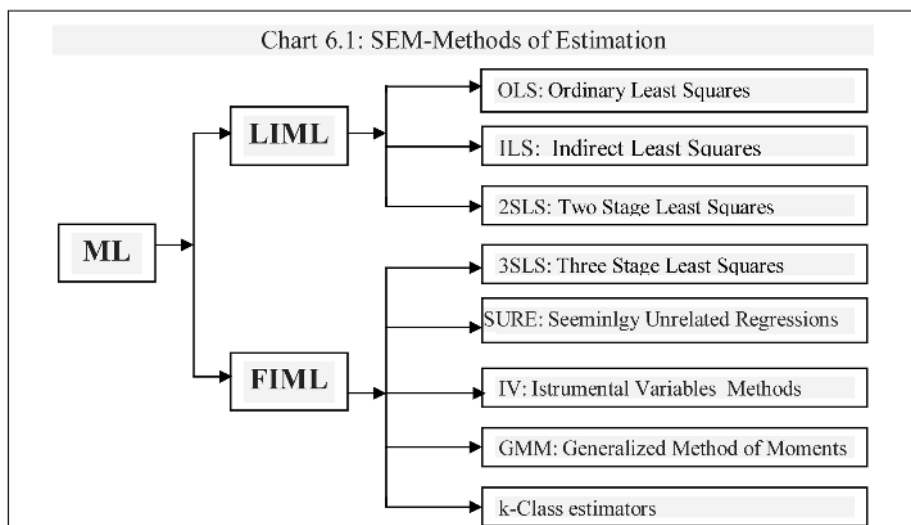 Chart 6.1: SEM-Methods of Estimation
OLS: Ordinary Least Squares
LIML
ILS: Indirect Least Squares
2SLS: Two Stage Least Squares
ML
3SLS: Three Stage Least Squares
SURE: Seeminlgy Unrelated Regressions
FIML
IV: Istrumental Variables Methods
GMM: Generalized Method of Moments
k-Class estimators